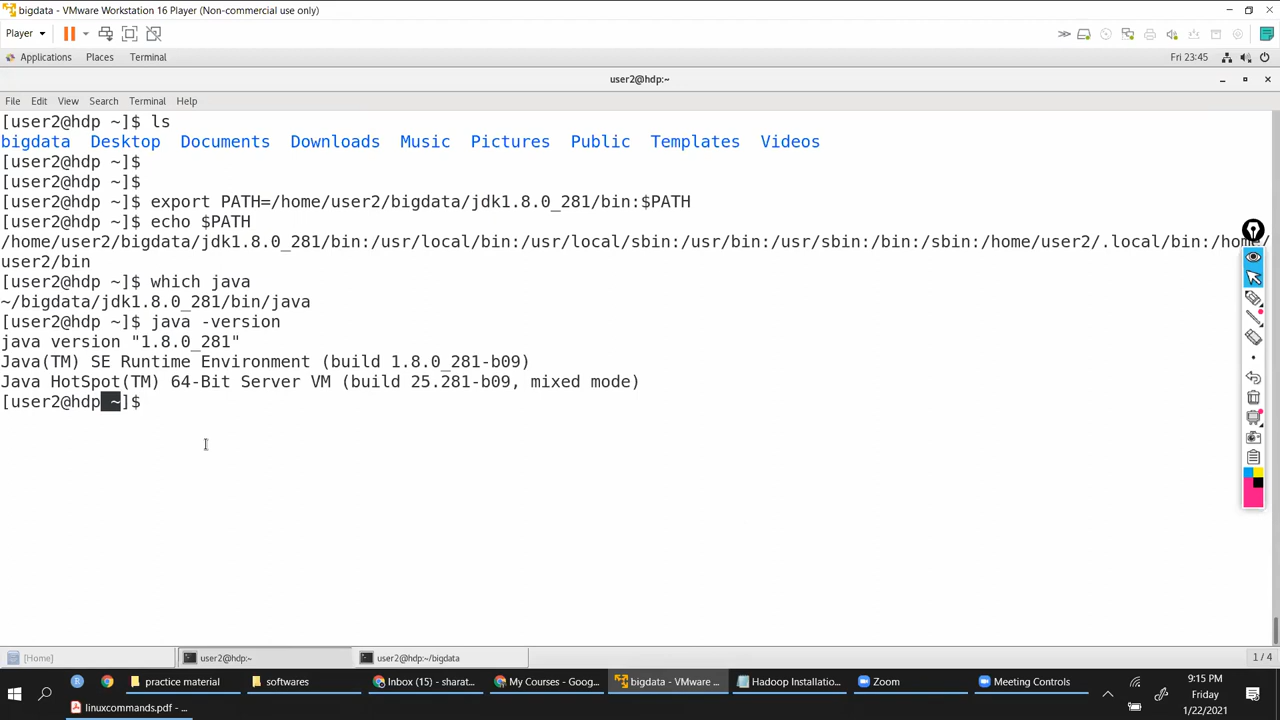 bigdata - VMware Workstation 16 Player (Non-commercial use only)
Player
Applications Places Terminal Fri 23:45
user2@hdp:~
File Edit View Search Terminal Help
[user2@hdp ~]$ ls
bigdata Desktop Documents Downloads Music Pictures Public Templates Videos
[user2@hdp ~]$
[user2@hdp ~]$
[user2@hdp ~]$ export PATH=/home/user2/bigdata/jdk1.8.0_281/bin:$PATH
[user2@hdp ~]$ echo $PATH
/home/user2/bigdata/jdk1.8.0_281/bin:/usr/local/bin:/usr/local/sbin:/usr/bin:/usr/sbin:/bin:/sbin:/home/user2/.local/bin:/home/
user2/bin
[user2@hdp ~]$ which java
~/bigdata/jdk1.8.0_281/bin/java
[user2@hdp ~]$ java -version
java version "1.8.0_281"
Java(TM) SE Runtime Environment (build 1.8.0_281-b09)
Java HotSpot(TM) 64-Bit Server VM (build 25.281-b09, mixed mode)
[user2@hdp ~]$
[Home] user2@hdp:~ user2@hdp:~/bigdata 1 / 4
practice material softwares Inbox (15) - sharat... My Courses - Goog... bigdata - VMware ... Hadoop Installatio... Zoom Meeting Controls 9:15 PM
Friday
linuxcommands.pdf - ... 1/22/2021